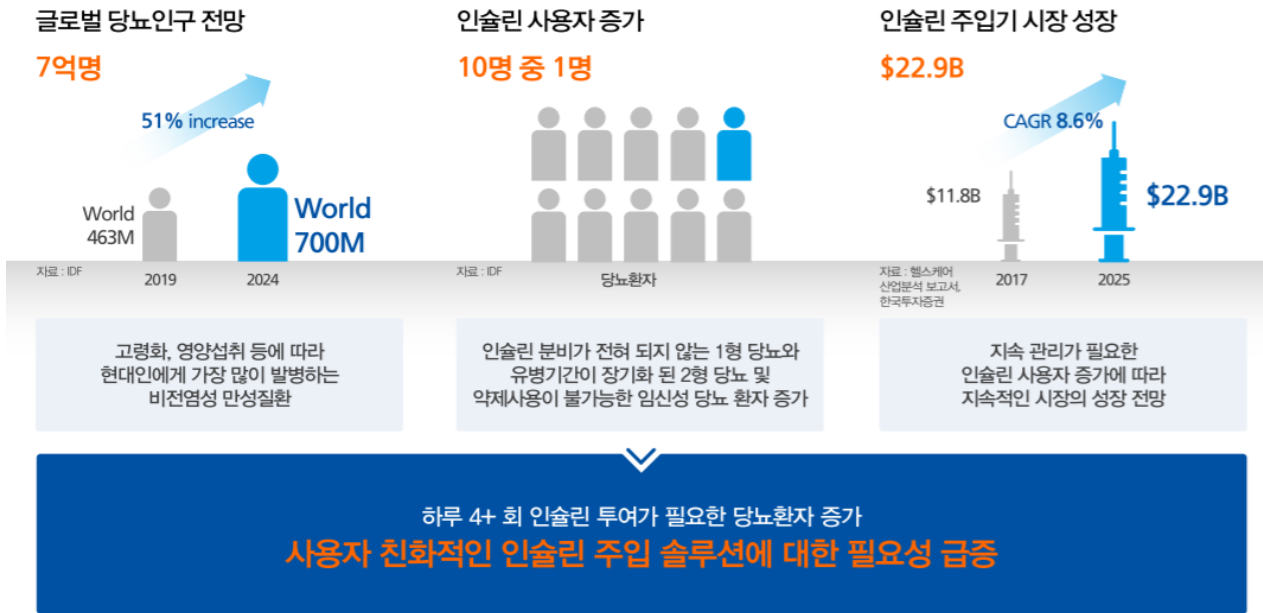 글로벌 당뇨인구 전망
7억명
51% increase
World
463M
World
700M
자료 : IDF
2019
2024
고령화, 영양섭취 등에 따라
현대인에게 가장 많이 발병하는
비전염성 만성질환
인슐린 사용자 증가
10명 중 1명
자료 : IDF
당뇨환자
인슐린 분비가 전혀 되지 않는 1형 당뇨와
유병기간이 장기화 된 2형 당뇨 및
약제사용이 불가능한 임신성 당뇨 환자 증가
인슐린 주입기 시장 성장
$22.9B
CAGR 8.6%
$11.8B
$22.9B
자료 : 헬스케어
산업분석 보고서,
한국투자증권
2017
2025
지속 관리가 필요한
인슐린 사용자 증가에 따라
지속적인 시장의 성장 전망
하루 4+ 회 인슐린 투여가 필요한 당뇨환자 증가
사용자 친화적인 인슐린 주입 솔루션에 대한 필요성 급증